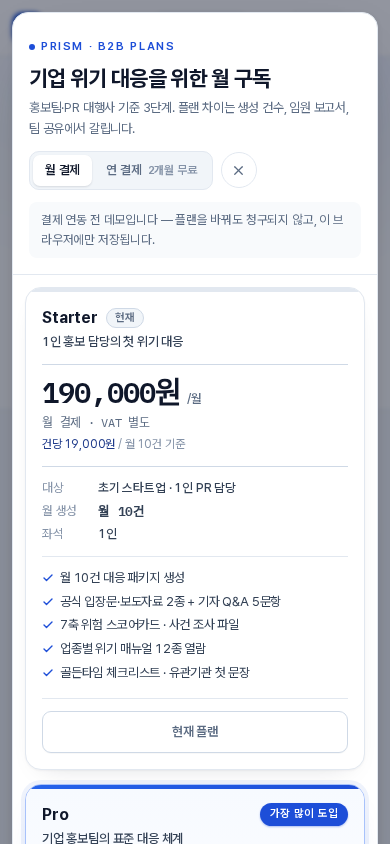 PRISM · B2B PLANS
기업 위기 대응을 위한 월 구독
홍보팀·PR 대행사 기준 3단계. 플랜 차이는 생성 건수, 임원 보고서,
팀 공유에서 갈립니다.
월 결제
연 결제 2개월 무료
결제 연동 전 데모입니다 — 플랜을 바꿔도 청구되지 않고, 이 브
라우저에만 저장됩니다.
Starter 현재
1인 홍보 담당의 첫 위기 대응
190,000원 /월
월 결제 · VAT 별도
건당 19,000원 / 월 10건 기준
대상 초기 스타트업 · 1인 PR 담당
월 생성 월 10건
좌석 1인
월 10건 대응 패키지 생성
공식 입장문·보도자료 2종 + 기자 Q&A 5문항
7축 위험 스코어카드 · 사건 조사 파일
업종별 위기 매뉴얼 12종 열람
골든타임 체크리스트 · 유관기관 첫 문장
현재 플랜
Pro 가장 많이 도입
기업 홍보팀의 표준 대응 체계